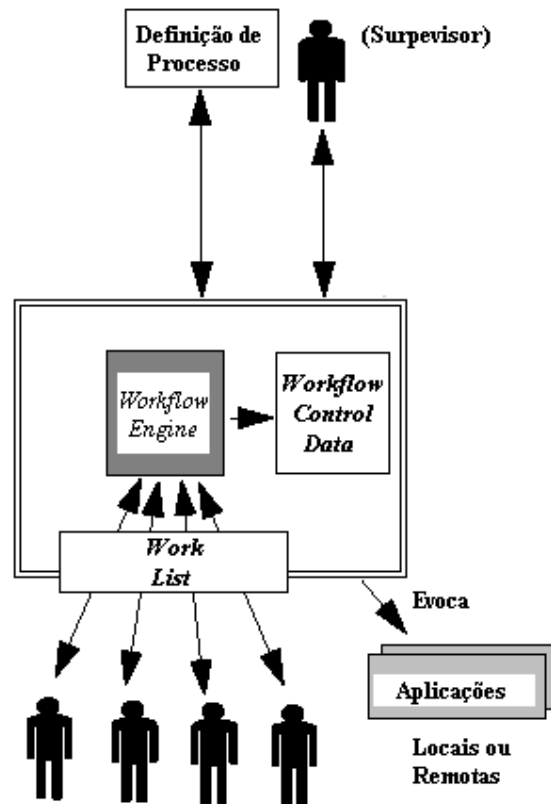 Definição de
Processo
(Surpevisor)
Workflow
Engine
Workflow
Control
Data
Work
List
Evoca
Aplicações
Locais ou
Remotas